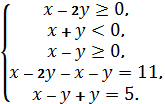 x - 2y ≥ 0,
x + y < 0,
x - y ≥ 0,
x - 2y - x - y = 11,
x - y + y = 5.